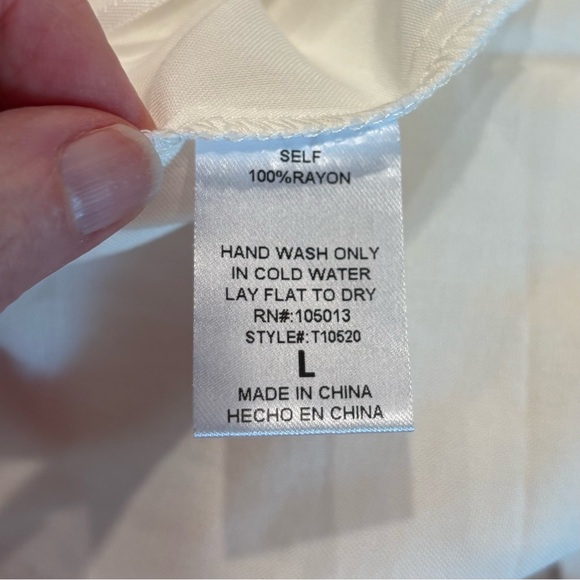 SELF
100%RAYON
HAND WASH ONLY
IN COLD WATER
LAY FLAT TO DRY
RN#:105013
STYLE#:T10520
L
MADE IN CHINA
HECHO EN CHINA